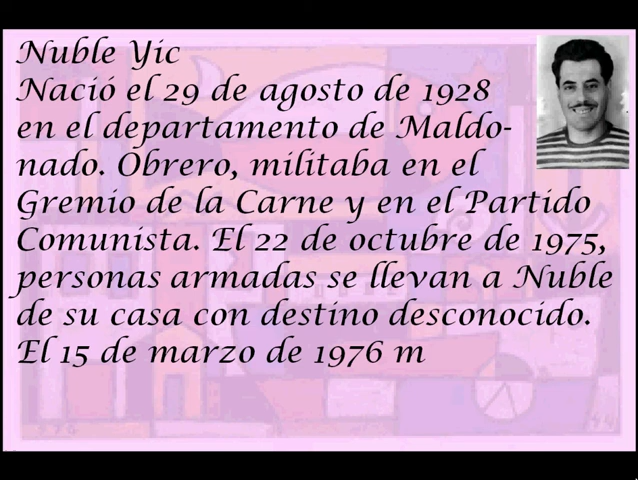 Nuble Yic
Nació el 29 de agosto de 1928
en el departamento de Maldo-
nado. Obrero, militaba en el
Gremio de la Carne y en el Partido
Comunista. El 22 de octubre de 1975,
personas armadas se llevan a Nuble
de su casa con destino desconocido.
El 15 de marzo de 1976 m